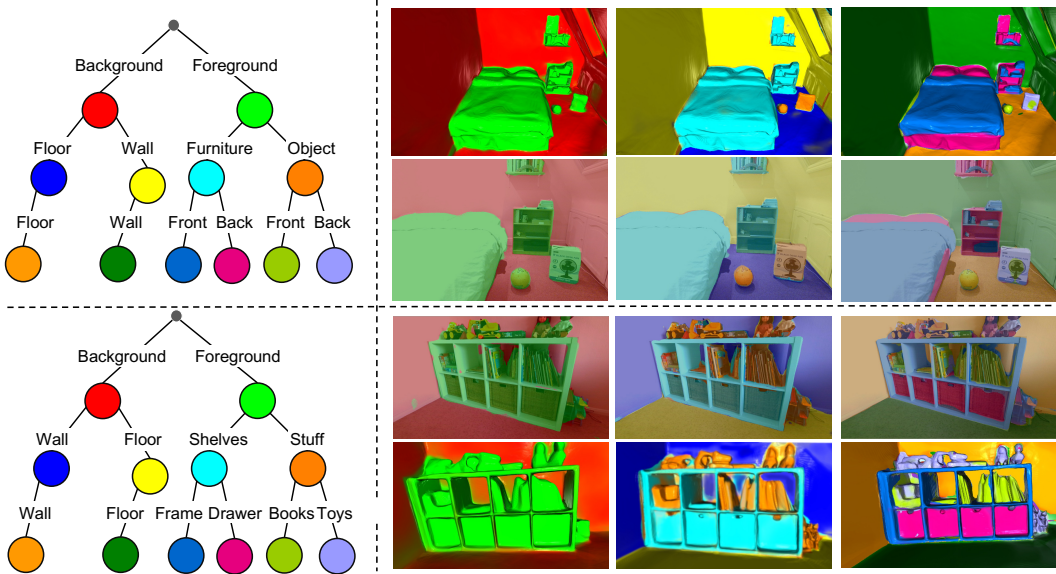 Background Foreground
Floor Wall Furniture Object
Floor Wall Front Back Front Back
Background Foreground
Wall Floor Shelves Stuff
Wall Floor Frame Drawer Books Toys